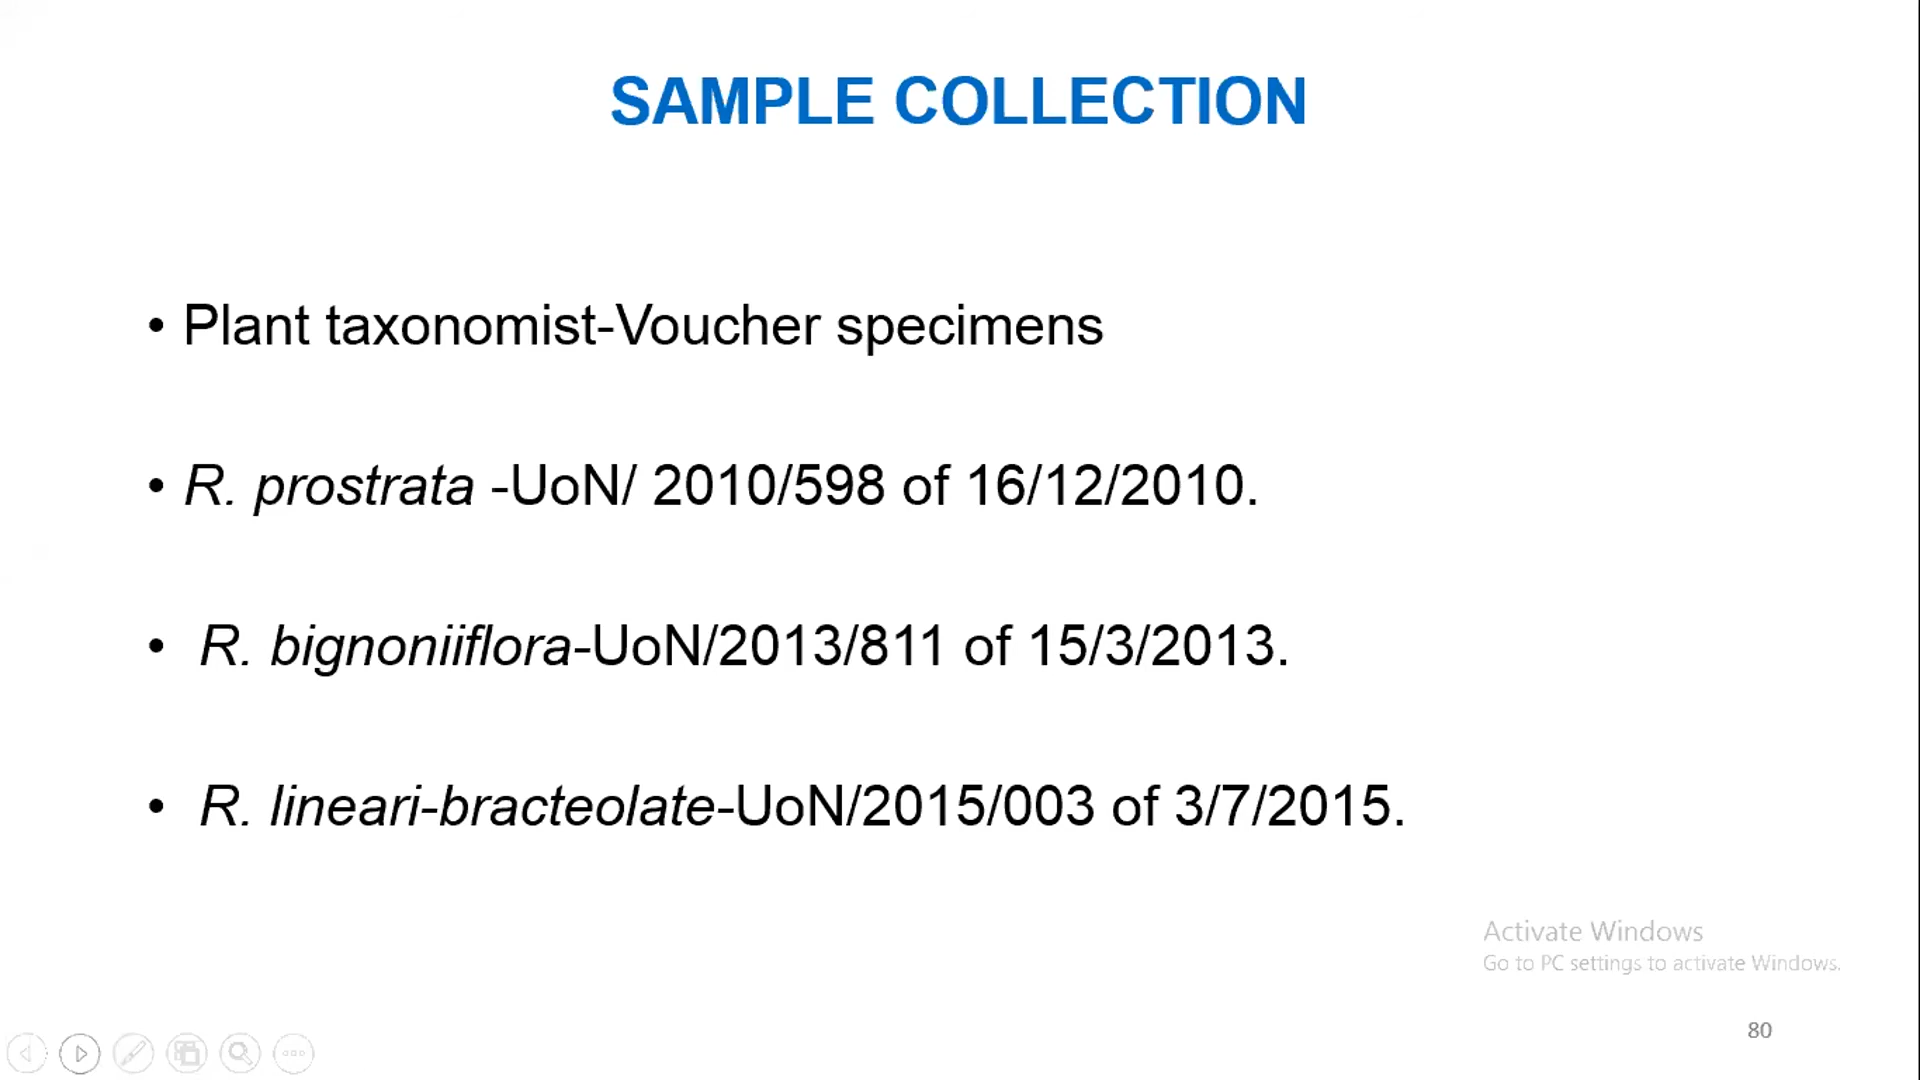 SAMPLE COLLECTION
• Plant taxonomist-Voucher specimens
• R. prostrata -UoN/ 2010/598 of 16/12/2010.
• R. bignoniiflora-UoN/2013/811 of 15/3/2013.
• R. lineari-bracteolate-UoN/2015/003 of 3/7/2015.
Activate Windows
Go to PC settings to activate Windows.
80